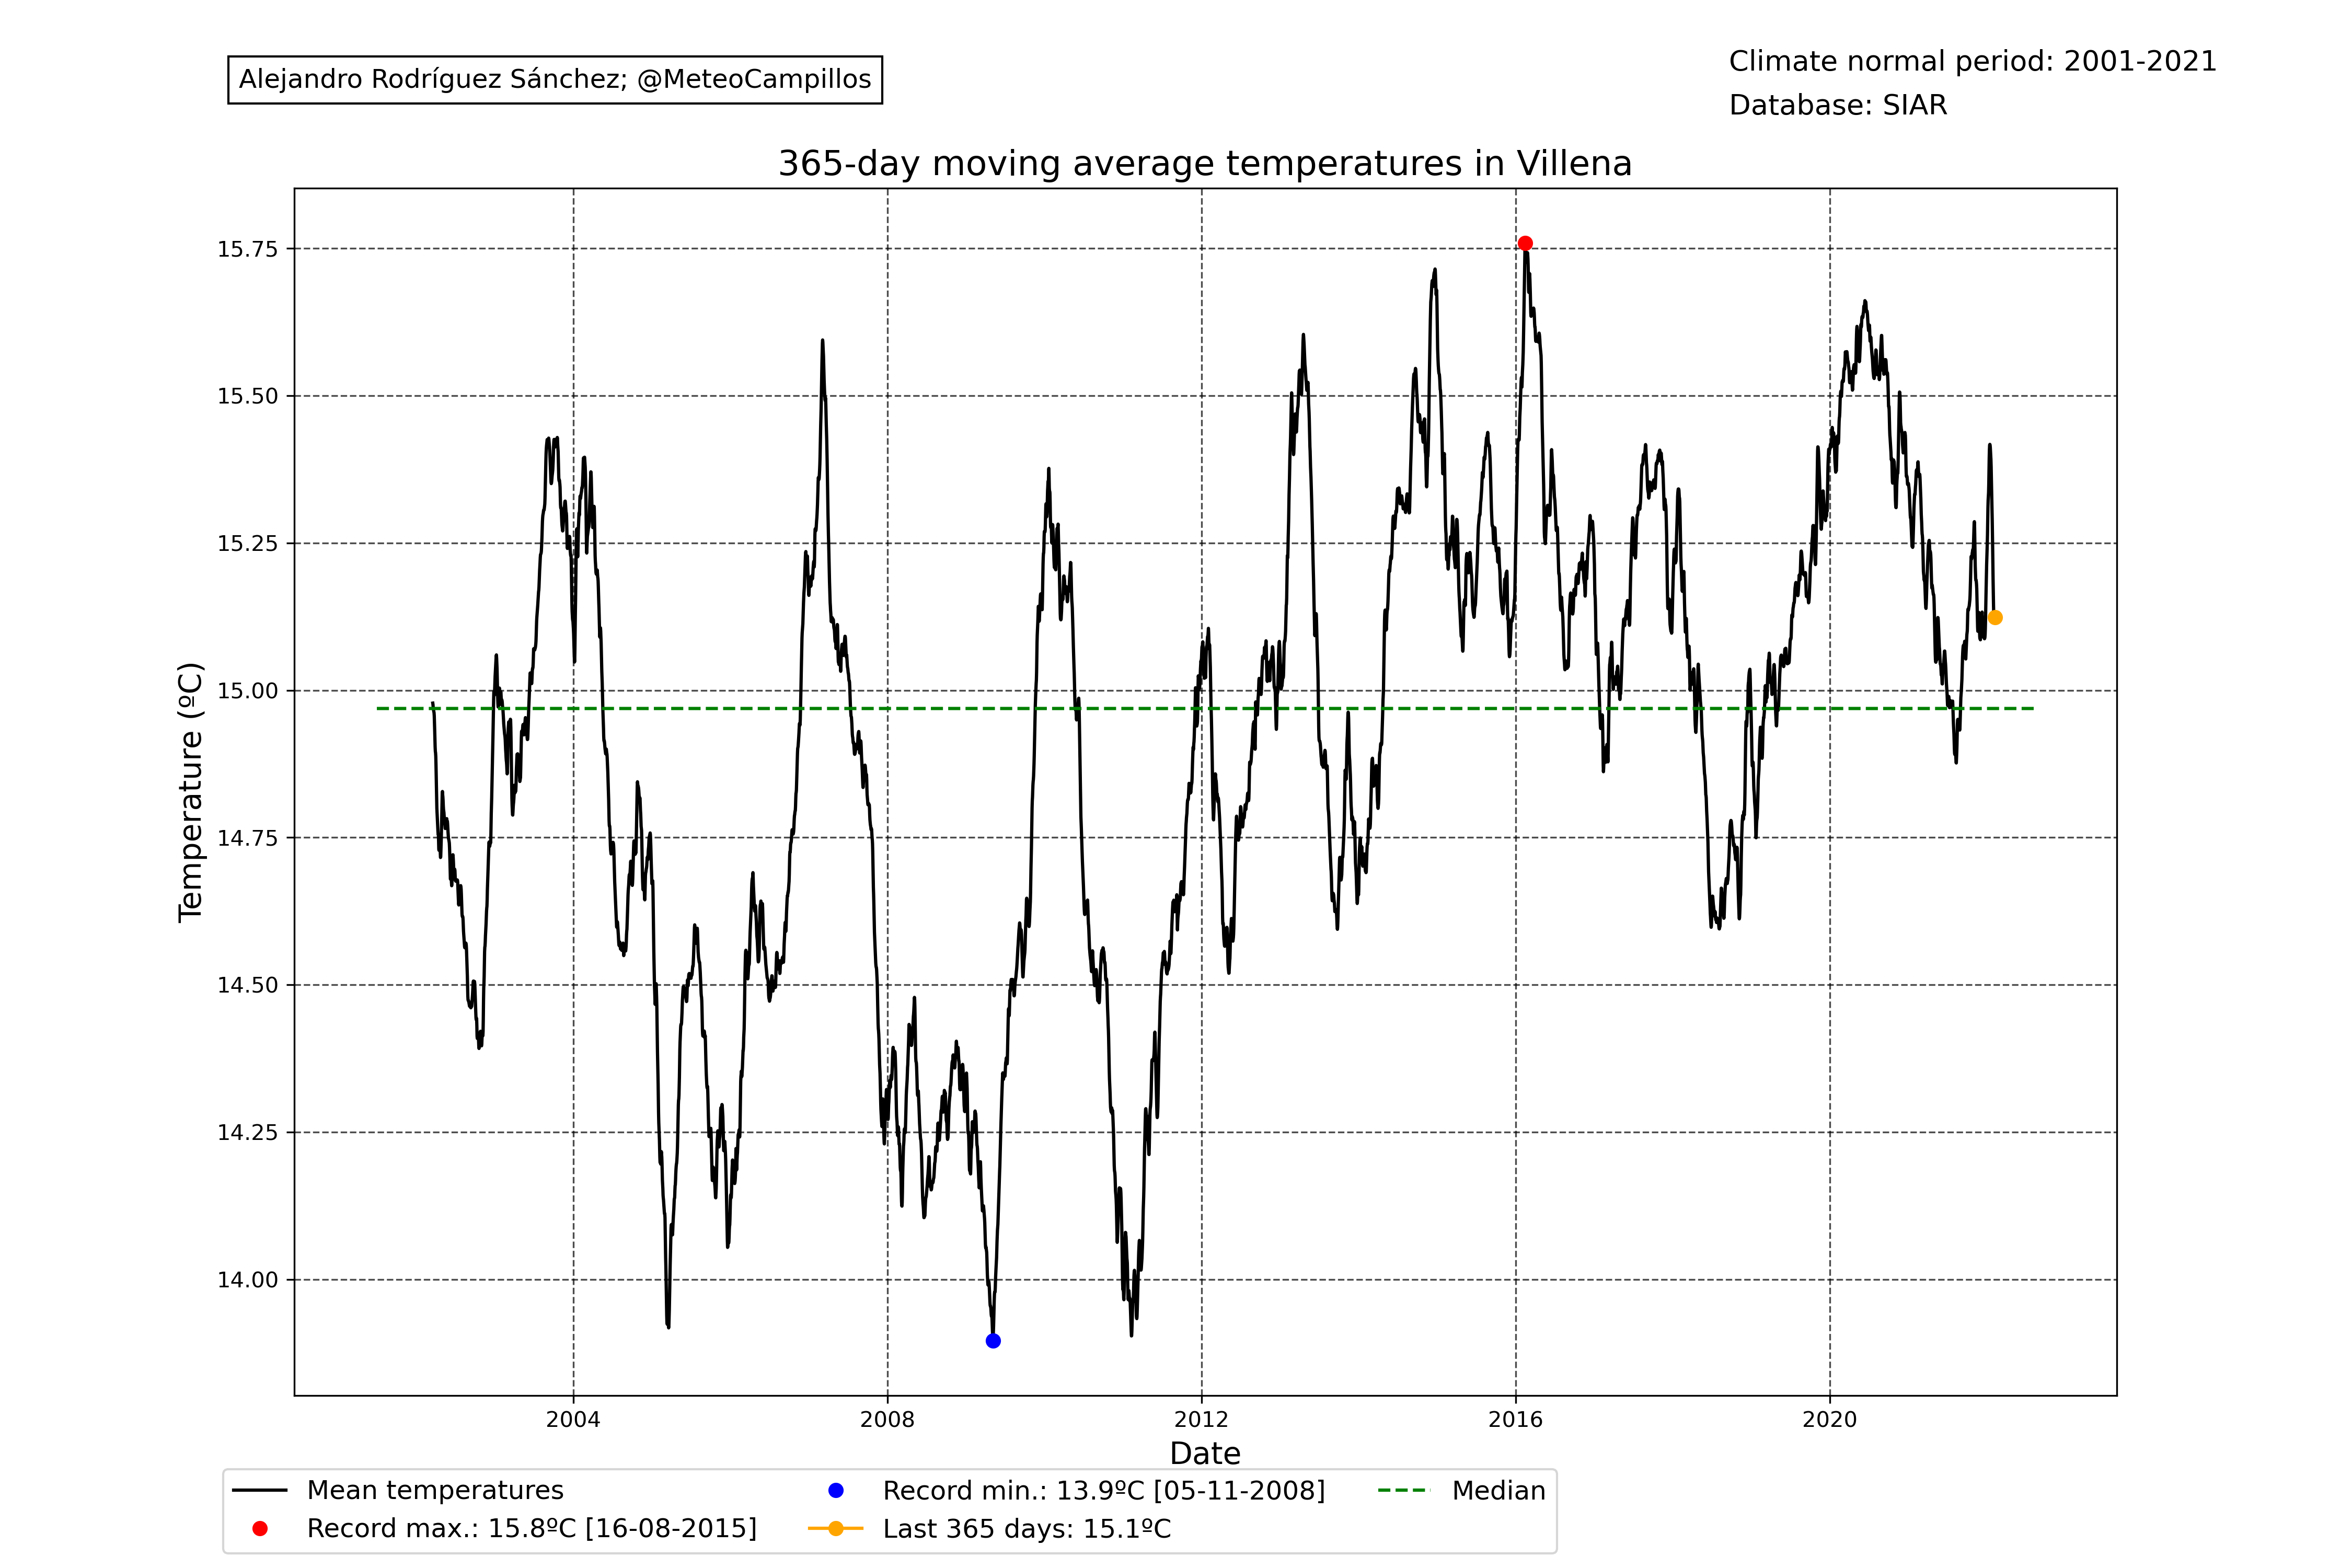 Alejandro Rodríguez Sánchez; @MeteoCampillos
Climate normal period: 2001-2021
Database: SIAR
365-day moving average temperatures in Villena
Temperature (ºC)
15.75
15.50
15.25
15.00
14.75
14.50
14.25
14.00
2004 2008 2012 2016 2020
Date
Mean temperatures
Record max.: 15.8ºC [16-08-2015]
Record min.: 13.9ºC [05-11-2008]
Last 365 days: 15.1ºC
Median